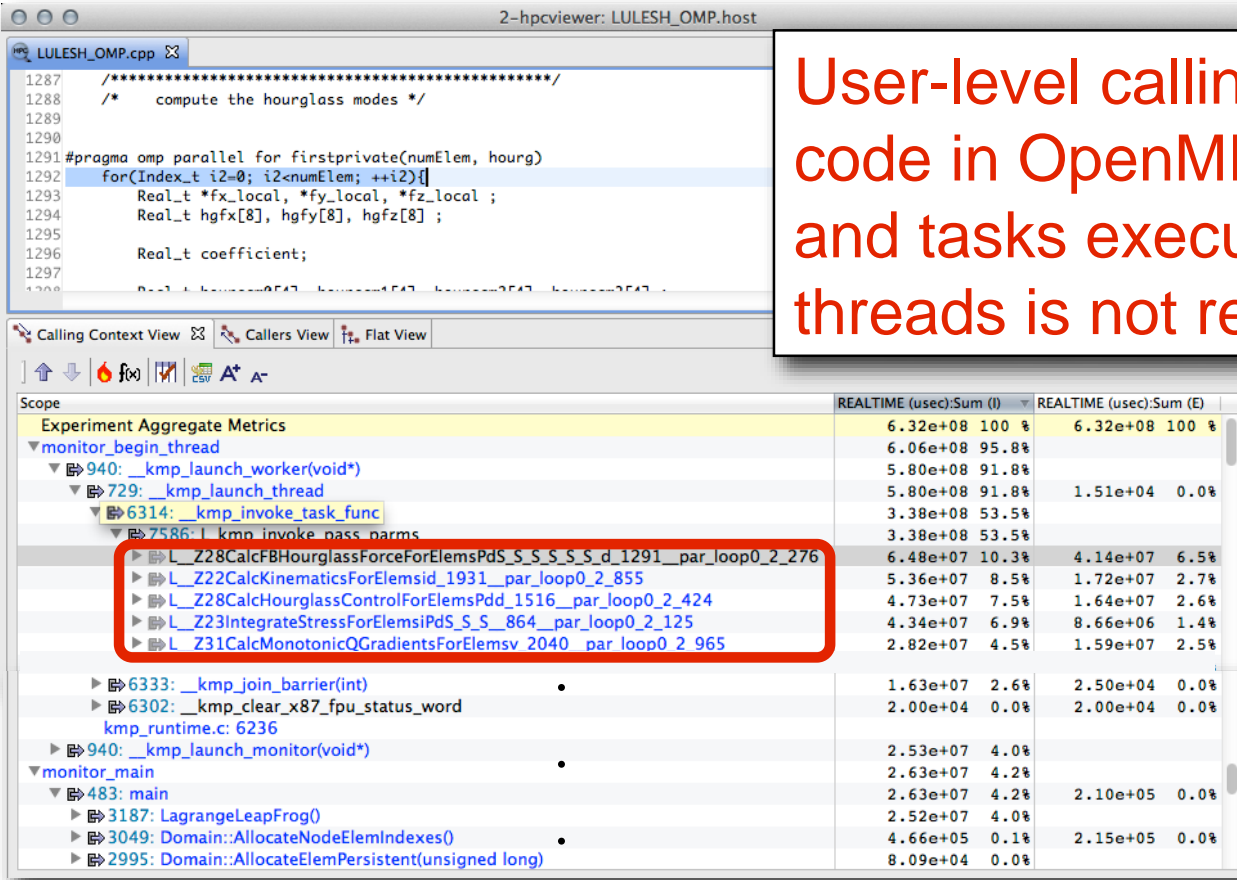 2-hpcviewer: LULESH_OMP.host
LULESH_OMP.cpp
1287 /***************************************************/
1288 /* compute the hourglass modes */
1289
1290
1291 #pragma omp parallel for firstprivate(numElem, hourg)
1292 for(Index_t i2=0; i2<numElem; ++i2){
1293 Real_t *fx_local, *fy_local, *fz_local ;
1294 Real_t hgfx[8], hgfy[8], hgfz[8] ;
1295
1296 Real_t coefficient;
1297
User-level callin
code in OpenM
and tasks execu
threads is not re
Calling Context View Callers View Flat View
f(x) CSV A+ A-
Scope REALTIME (usec):Sum (I) REALTIME (usec):Sum (E)
Experiment Aggregate Metrics 6.32e+08 100 % 6.32e+08 100 %
monitor_begin_thread 6.06e+08 95.8%
940: __kmp_launch_worker(void*) 5.80e+08 91.8%
729: __kmp_launch_thread 5.80e+08 91.8% 1.51e+04 0.0%
6314: __kmp_invoke_task_func 3.38e+08 53.5%
7586: L_kmp_invoke_pass_parms 3.38e+08 53.5%
L__Z28CalcFBHourglassForceForElemsPdS_S_S_S_S_S_d_1291__par_loop0_2_276 6.48e+07 10.3% 4.14e+07 6.5%
L__Z22CalcKinematicsForElemsid_1931__par_loop0_2_855 5.36e+07 8.5% 1.72e+07 2.7%
L__Z28CalcHourglassControlForElemsPdd_1516__par_loop0_2_424 4.73e+07 7.5% 1.64e+07 2.6%
L__Z23IntegrateStressForElemsiPdS_S_S__864__par_loop0_2_125 4.34e+07 6.9% 8.66e+06 1.4%
L__Z31CalcMonotonicQGradientsForElemsv_2040__par_loop0_2_965 2.82e+07 4.5% 1.59e+07 2.5%
6333: __kmp_join_barrier(int) 1.63e+07 2.6% 2.50e+04 0.0%
6302: __kmp_clear_x87_fpu_status_word 2.00e+04 0.0% 2.00e+04 0.0%
kmp_runtime.c: 6236
940: __kmp_launch_monitor(void*) 2.53e+07 4.0%
monitor_main 2.63e+07 4.2%
483: main 2.63e+07 4.2% 2.10e+05 0.0%
3187: LagrangeLeapFrog() 2.52e+07 4.0%
3049: Domain::AllocateNodeElemIndexes() 4.66e+05 0.1% 2.15e+05 0.0%
2995: Domain::AllocateElemPersistent(unsigned long) 8.09e+04 0.0%